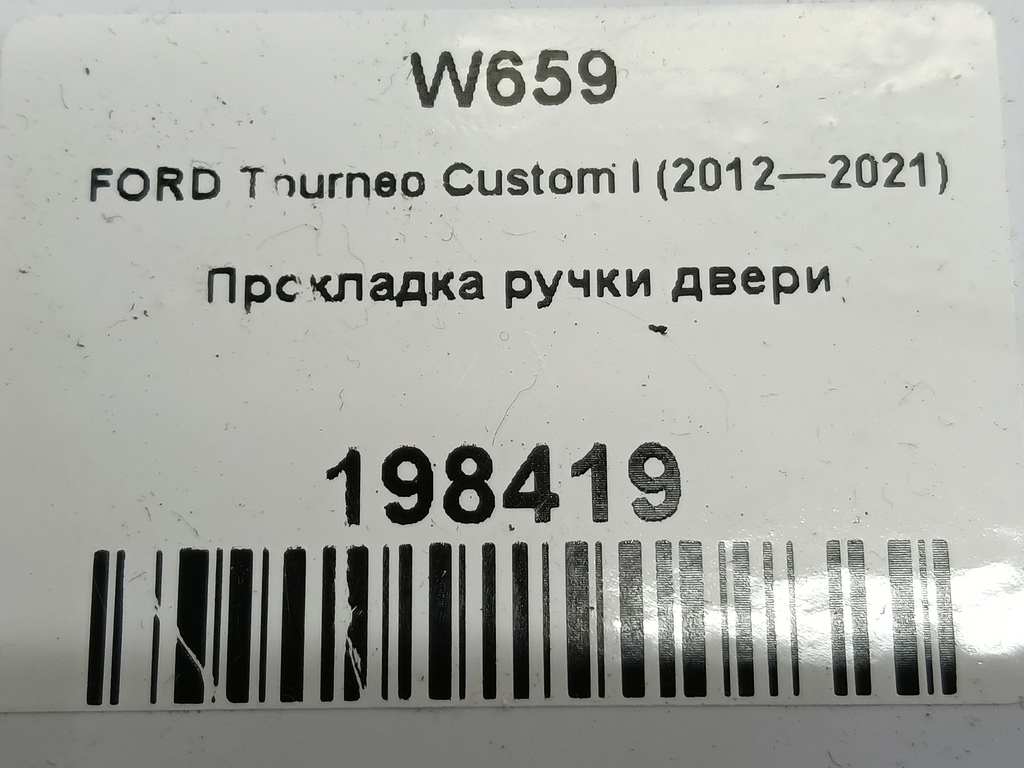 W659
FORD Tourneo Custom I (2012—2021)
Прокладка ручки двери
198419